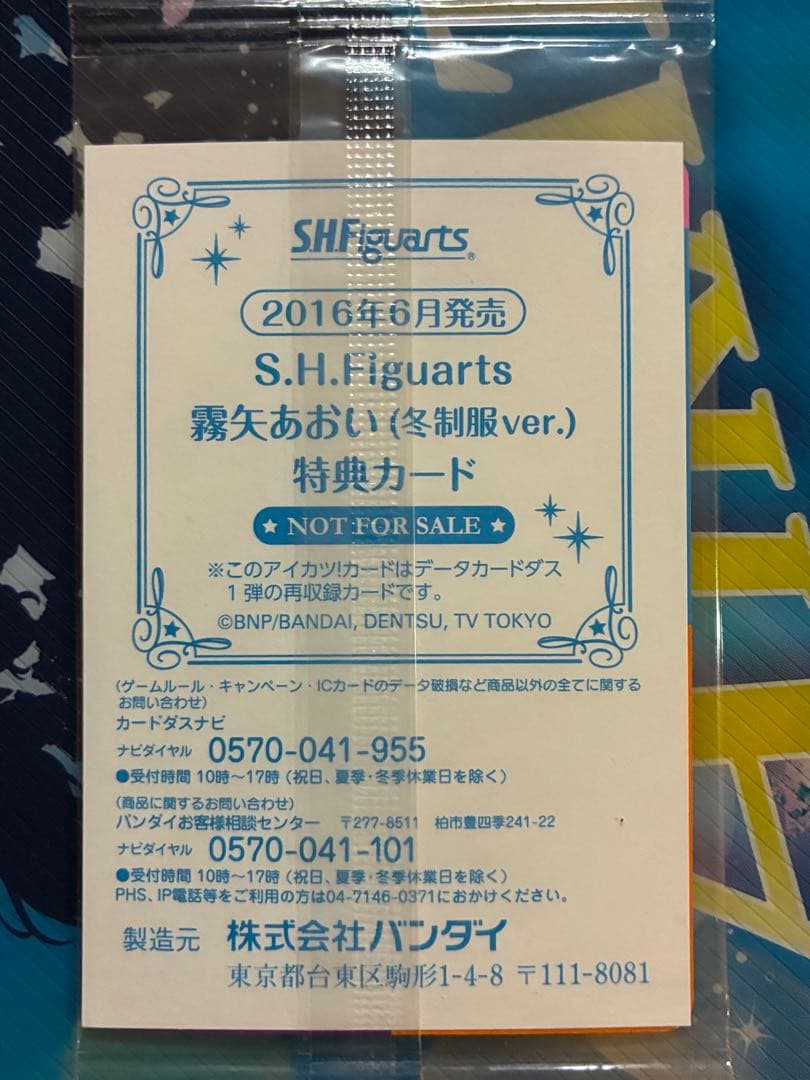 S.H.Figuarts®
2016年6月発売
S.H.Figuarts
霧矢あおい(冬制服ver.)
特典カード
★ NOT FOR SALE ★
※このアイカツ!カードはデータカードダス
1弾の再収録カードです。
©BNP/BANDAI, DENTSU, TV TOKYO
(ゲームルール・キャンペーン・ICカードのデータ破損など商品以外の全てに関する
お問い合わせ)
カードダスナビ
ナビダイヤル 0570-041-955
●受付時間 10時〜17時(祝日、夏季・冬季休業日を除く)
(商品に関するお問い合わせ)
バンダイお客様相談センター 〒277-8511 柏市豊四季241-22
ナビダイヤル 0570-041-101
●受付時間 10時〜17時(祝日、夏季・冬季休業日を除く)
PHS、IP電話等をご利用の方は04-7146-0371におかけください。
製造元 株式会社バンダイ
東京都台東区駒形1-4-8 〒111-8081